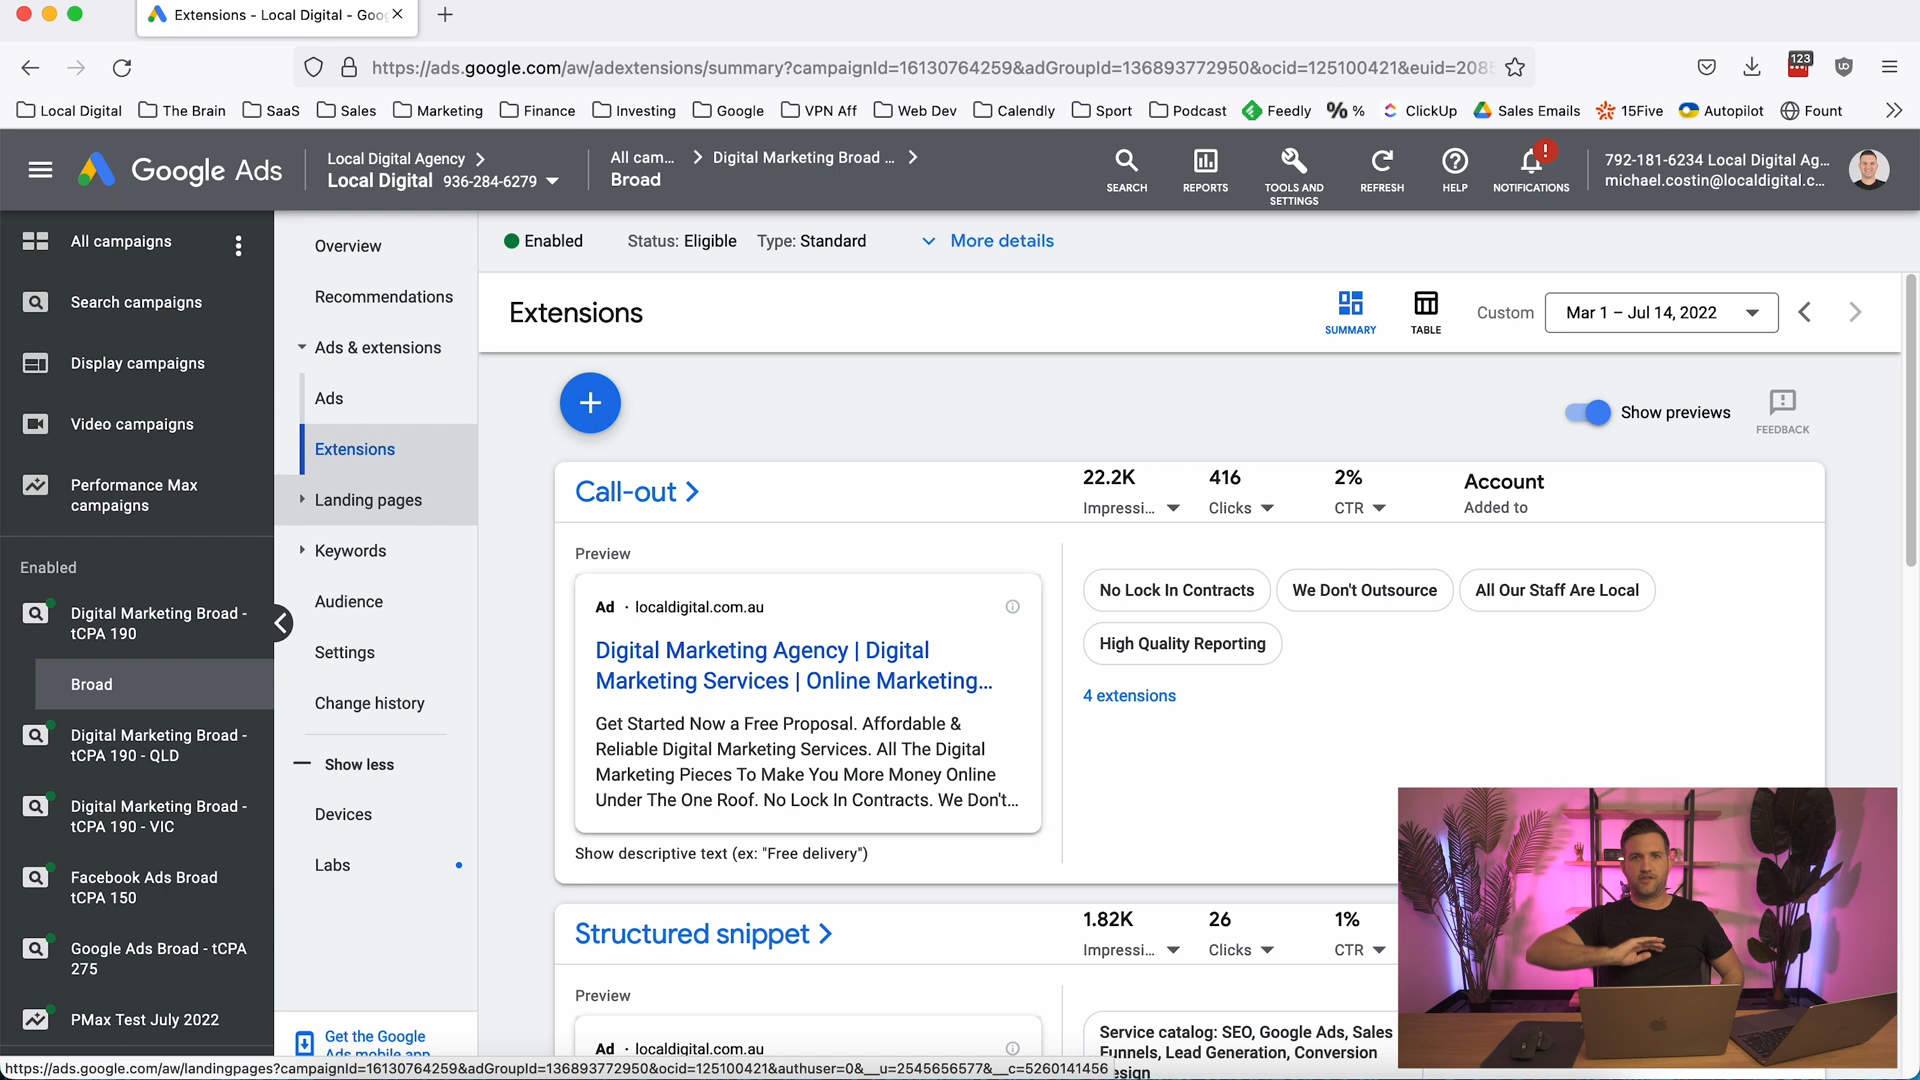 Extensions - Local Digital - Goo
https://ads.google.com/aw/adextensions/summary?campaignId=16130764259&adGroupId=136893772950&ocid=125100421&euid=208
123
Local Digital
The Brain
SaaS
Sales
Marketing
Finance
Investing
Google
VPN Aff
Web Dev
Calendly
Sport
Podcast
Feedly
% %
ClickUp
Sales Emails
15Five
Autopilot
Fount
Google Ads
Local Digital Agency
Local Digital 936-284-6279
All cam... Digital Marketing Broad ...
Broad
SEARCH
REPORTS
TOOLS AND
SETTINGS
REFRESH
HELP
!
NOTIFICATIONS
792-181-6234 Local Digital Ag...
michael.costin@localdigital.c...
All campaigns
Search campaigns
Display campaigns
Video campaigns
Performance Max
campaigns
Enabled
Digital Marketing Broad -
tCPA 190
Broad
Digital Marketing Broad -
tCPA 190 - QLD
Digital Marketing Broad -
tCPA 190 - VIC
Facebook Ads Broad
tCPA 150
Google Ads Broad - tCPA
275
PMax Test July 2022
Overview
Recommendations
Ads & extensions
Ads
Extensions
Landing pages
Keywords
Audience
Settings
Change history
Show less
Devices
Labs
Get the Google
Ads mobile app
Enabled
Status: Eligible
Type: Standard
More details
Extensions
SUMMARY
TABLE
Custom
Mar 1 – Jul 14, 2022
Show previews
FEEDBACK
Call-out
22.2K
Impressi...
416
Clicks
2%
CTR
Account
Added to
Preview
Ad · localdigital.com.au
Digital Marketing Agency | Digital
Marketing Services | Online Marketing...
Get Started Now a Free Proposal. Affordable &
Reliable Digital Marketing Services. All The Digital
Marketing Pieces To Make You More Money Online
Under The One Roof. No Lock In Contracts. We Don't...
Show descriptive text (ex: "Free delivery")
No Lock In Contracts
We Don't Outsource
All Our Staff Are Local
High Quality Reporting
4 extensions
Structured snippet
1.82K
Impressi...
26
Clicks
1%
CTR
Preview
Ad · localdigital.com.au
Service catalog: SEO, Google Ads, Sales
Funnels, Lead Generation, Conversion
esign
https://ads.google.com/aw/landingpages?campaignId=16130764259&adGroupId=136893772950&ocid=125100421&authuser=0&__u=2545656577&__c=5260141456